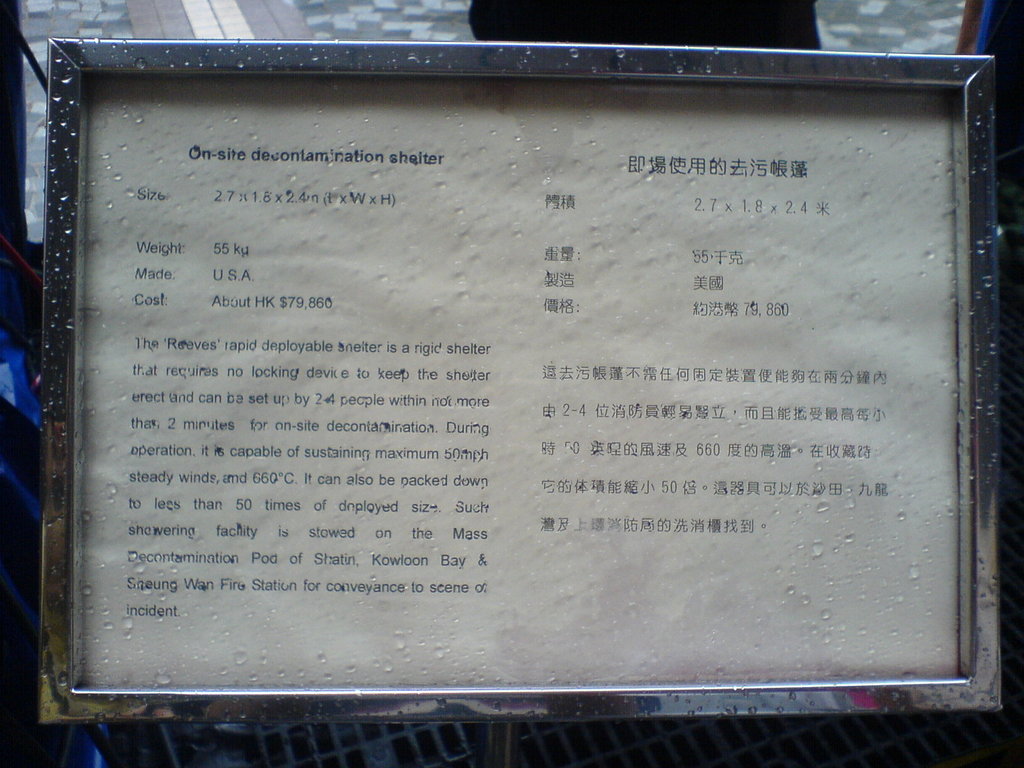 On-site decontamination shelter
Size: 2.7 x 1.8 x 2.4m (L x W x H)
Weight: 55 kg
Made: U.S.A.
Cost: About HK $79,860
The 'Reeves' rapid deployable shelter is a rigid shelter
that requires no locking device to keep the shelter
erect and can be set up by 2-4 people within not more
than 2 minutes for on-site decontamination. During
operation, it is capable of sustaining maximum 50mph
steady winds, and 660°C. It can also be packed down
to less than 50 times of deployed size. Such
showering facility is stowed on the Mass
Decontamination Pod of Shatin, Kowloon Bay &
Sheung Wan Fire Station for conveyance to scene of
incident.
即場使用的去污帳蓬
體積 2.7 x 1.8 x 2.4 米
重量: 55千克
製造 美國
價格: 約港幣 79,860
這去污帳蓬不需任何固定裝置便能夠在兩分鐘內
由 2-4 位消防員輕易豎立，而且能抵受最高每小
時 50 英哩的風速及 660 度的高溫。在收藏時
它的体積能縮小 50 倍。這器具可以於沙田、九龍
灣及上環消防局的洗消櫃找到。